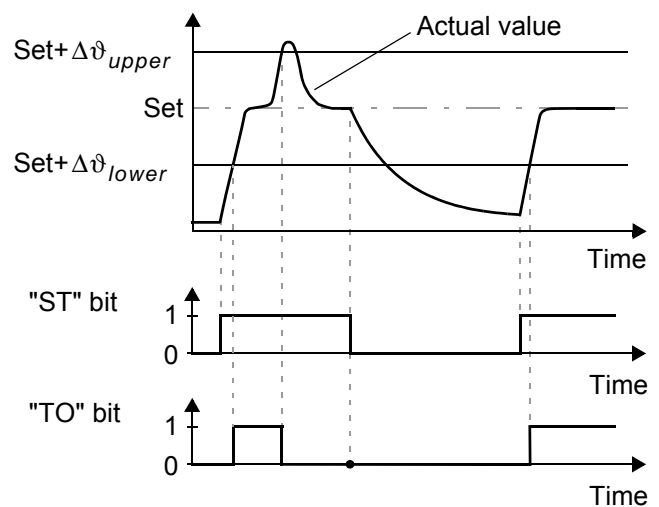 Actual value
Set+Δϑupper
Set
Set+Δϑlower
Time
"ST" bit
1
0
Time
"TO" bit
1
0
Time